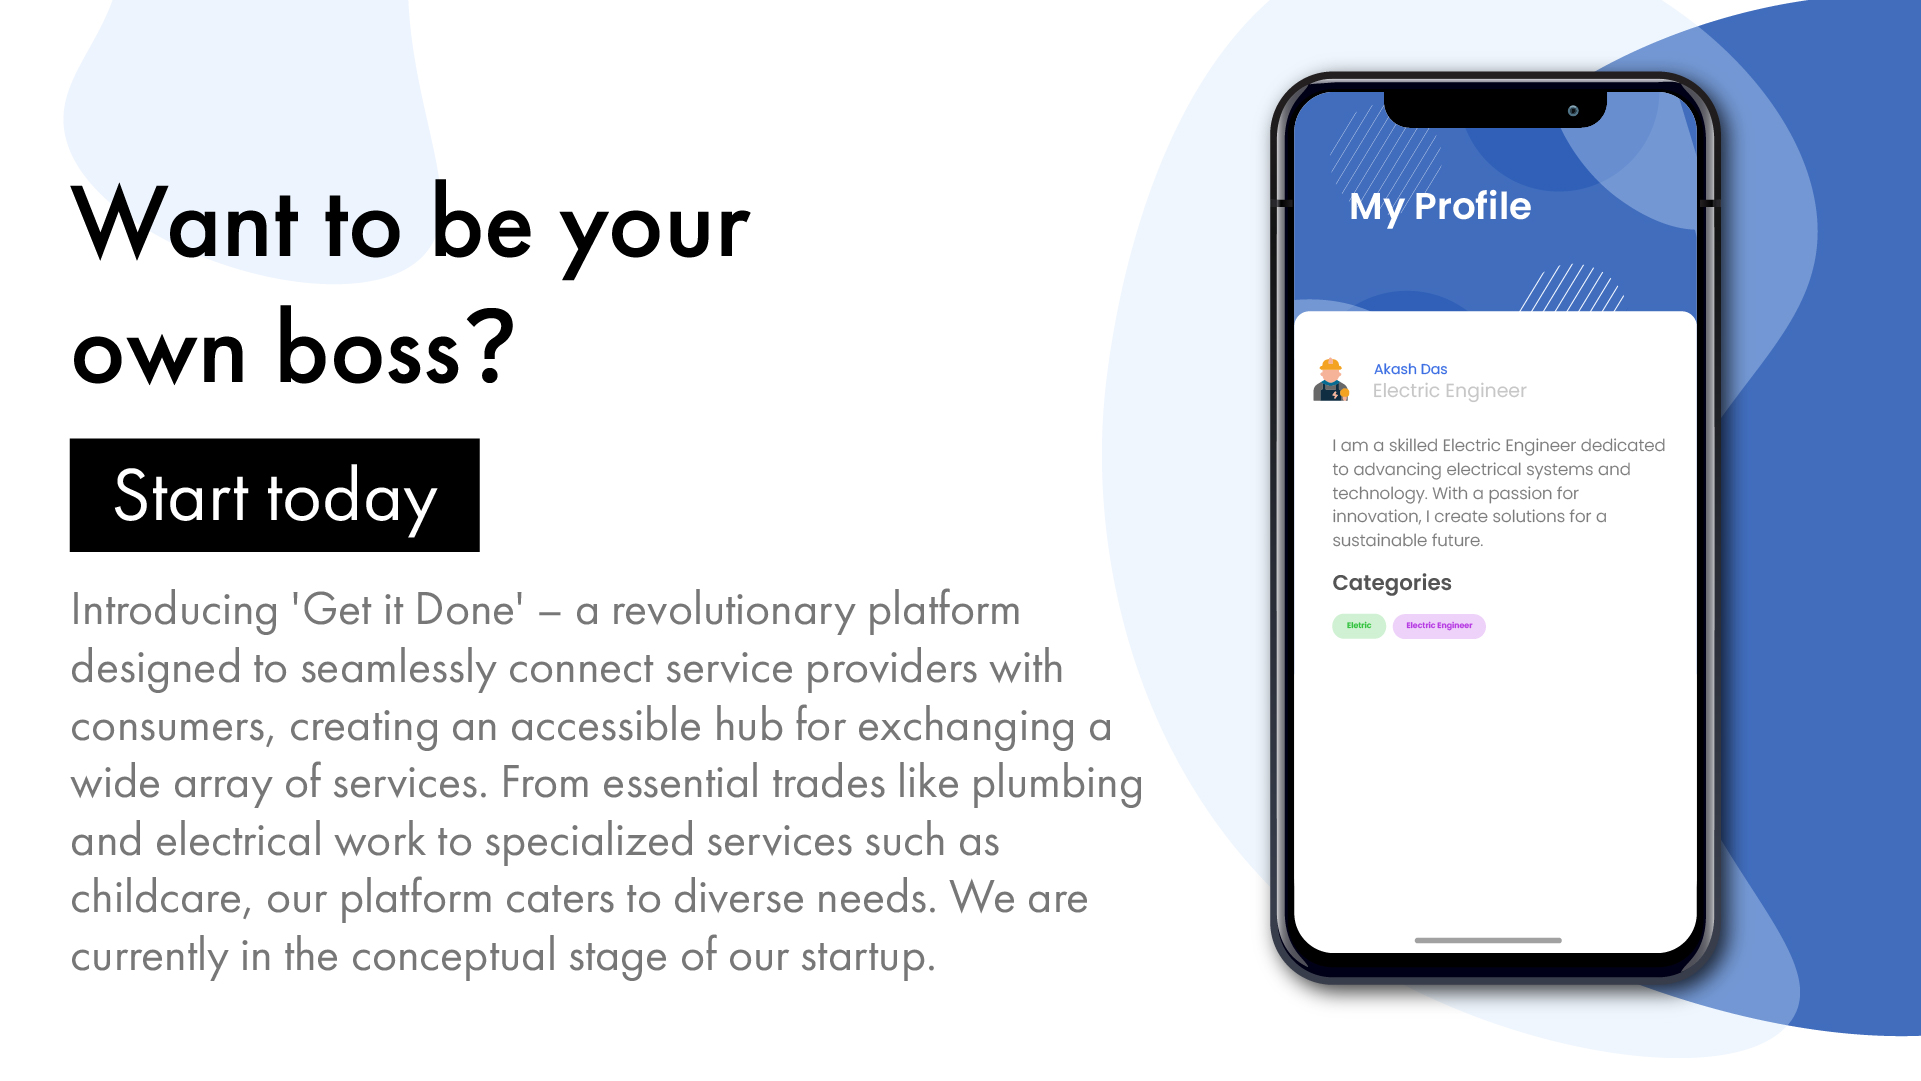 Want to be your
own boss?
Start today
Introducing 'Get it Done' – a revolutionary platform
designed to seamlessly connect service providers with
consumers, creating an accessible hub for exchanging a
wide array of services. From essential trades like plumbing
and electrical work to specialized services such as
childcare, our platform caters to diverse needs. We are
currently in the conceptual stage of our startup.
My Profile
Akash Das
Electric Engineer
I am a skilled Electric Engineer dedicated
to advancing electrical systems and
technology. With a passion for
innovation, I create solutions for a
sustainable future.
Categories
Eletric
Electric Engineer